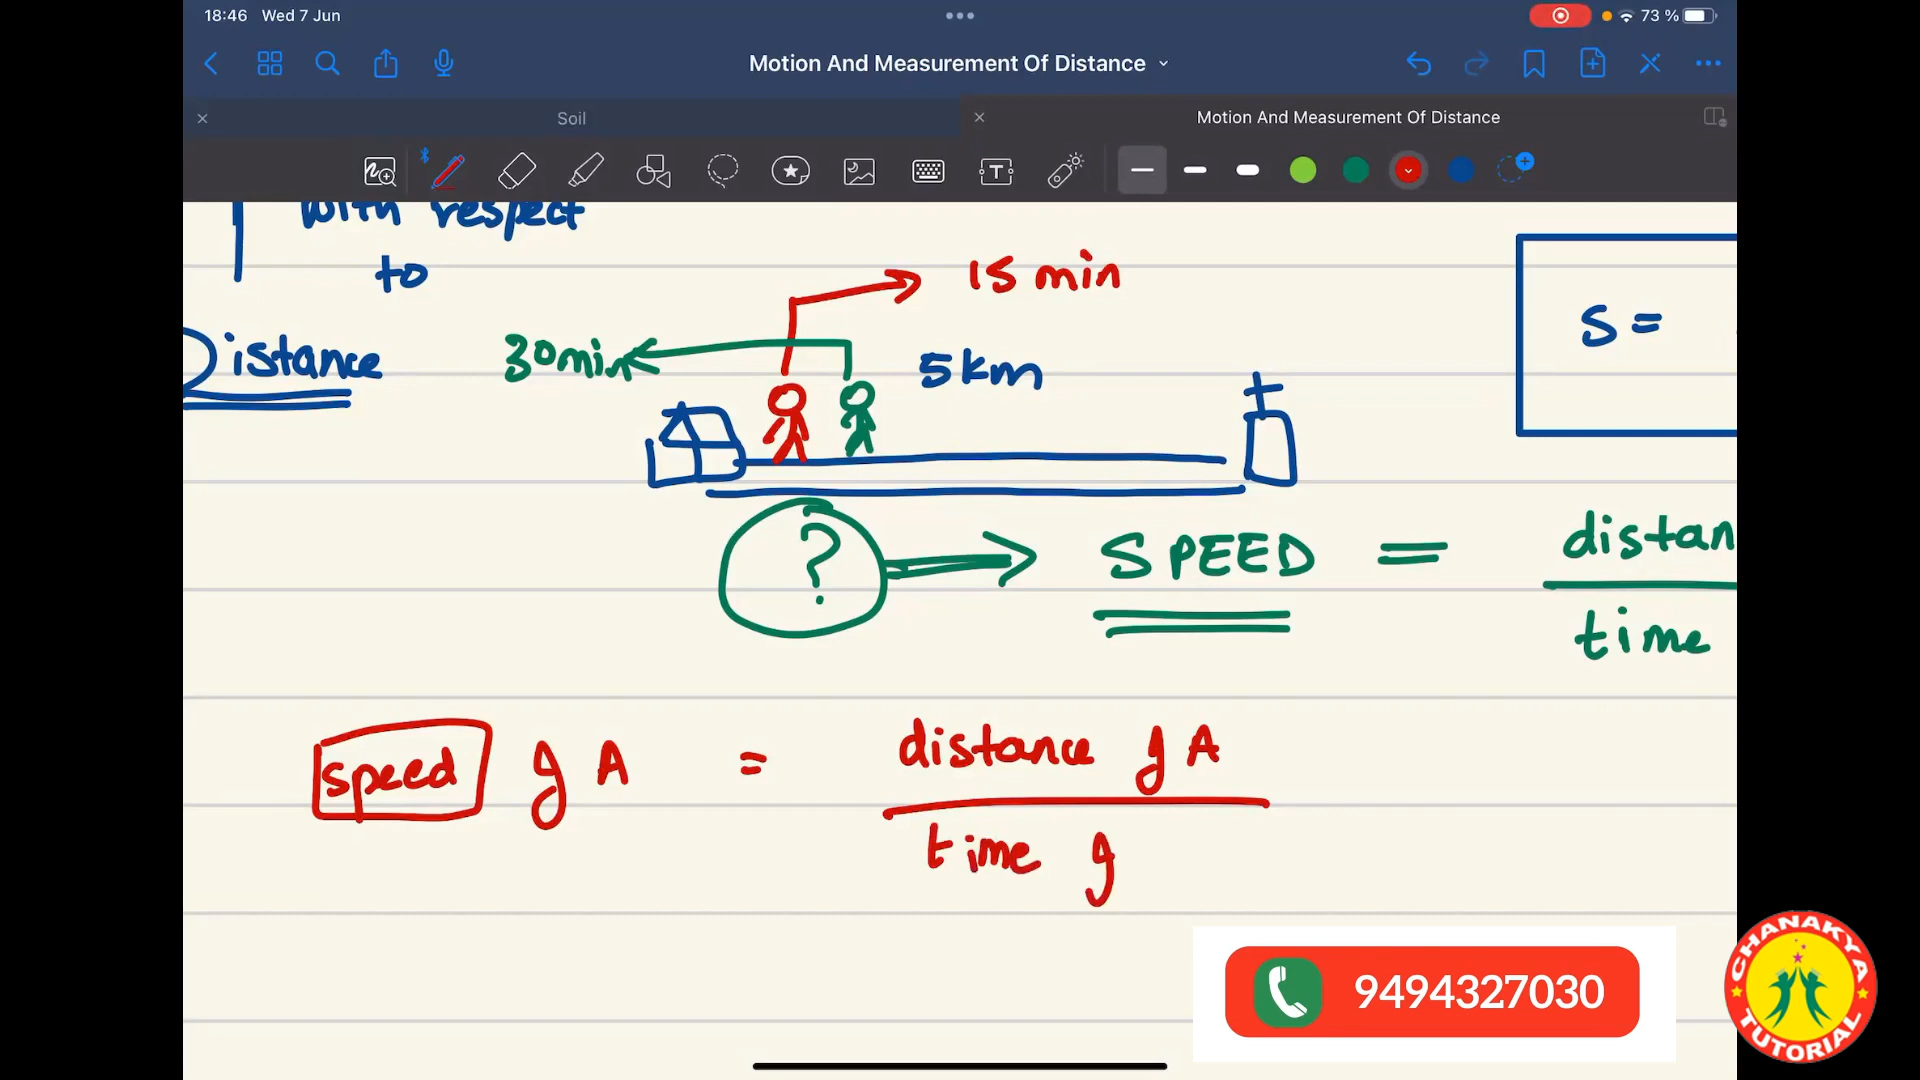 18:46 Wed 7 Jun
73 %
Motion And Measurement Of Distance
Soil
Motion And Measurement Of Distance
T
with respect
to
15 min
Distance
30min
5km
S =
?
SPEED = distan
time
speed of A = distance of A
time of
9494327030
CHANAKYA
TUTORIAL